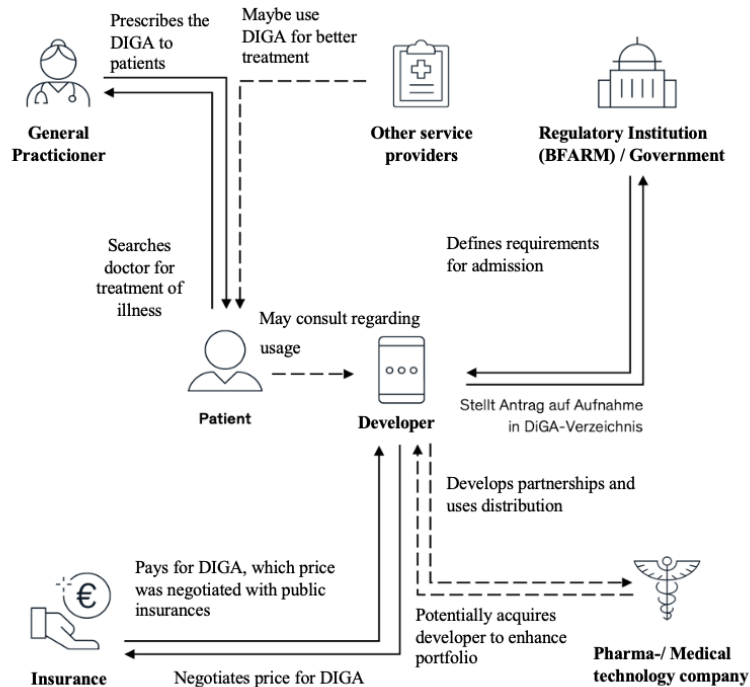 Prescribes the
DIGA to
patients
Maybe use
DIGA for better
treatment
General
Practicioner
Other service
providers
Regulatory Institution
(BFARM) / Government
Searches
doctor for
treatment of
illness
Defines requirements
for admission
May consult regarding
usage
Patient
Developer
Stellt Antrag auf Aufnahme
in DiGA-Verzeichnis
Develops partnerships and
uses distribution
Pays for DIGA, which price
was negotiated with public
insurances
€
Potentially acquires
developer to enhance
portfolio
Insurance
Negotiates price for DIGA
Pharma-/ Medical
technology company